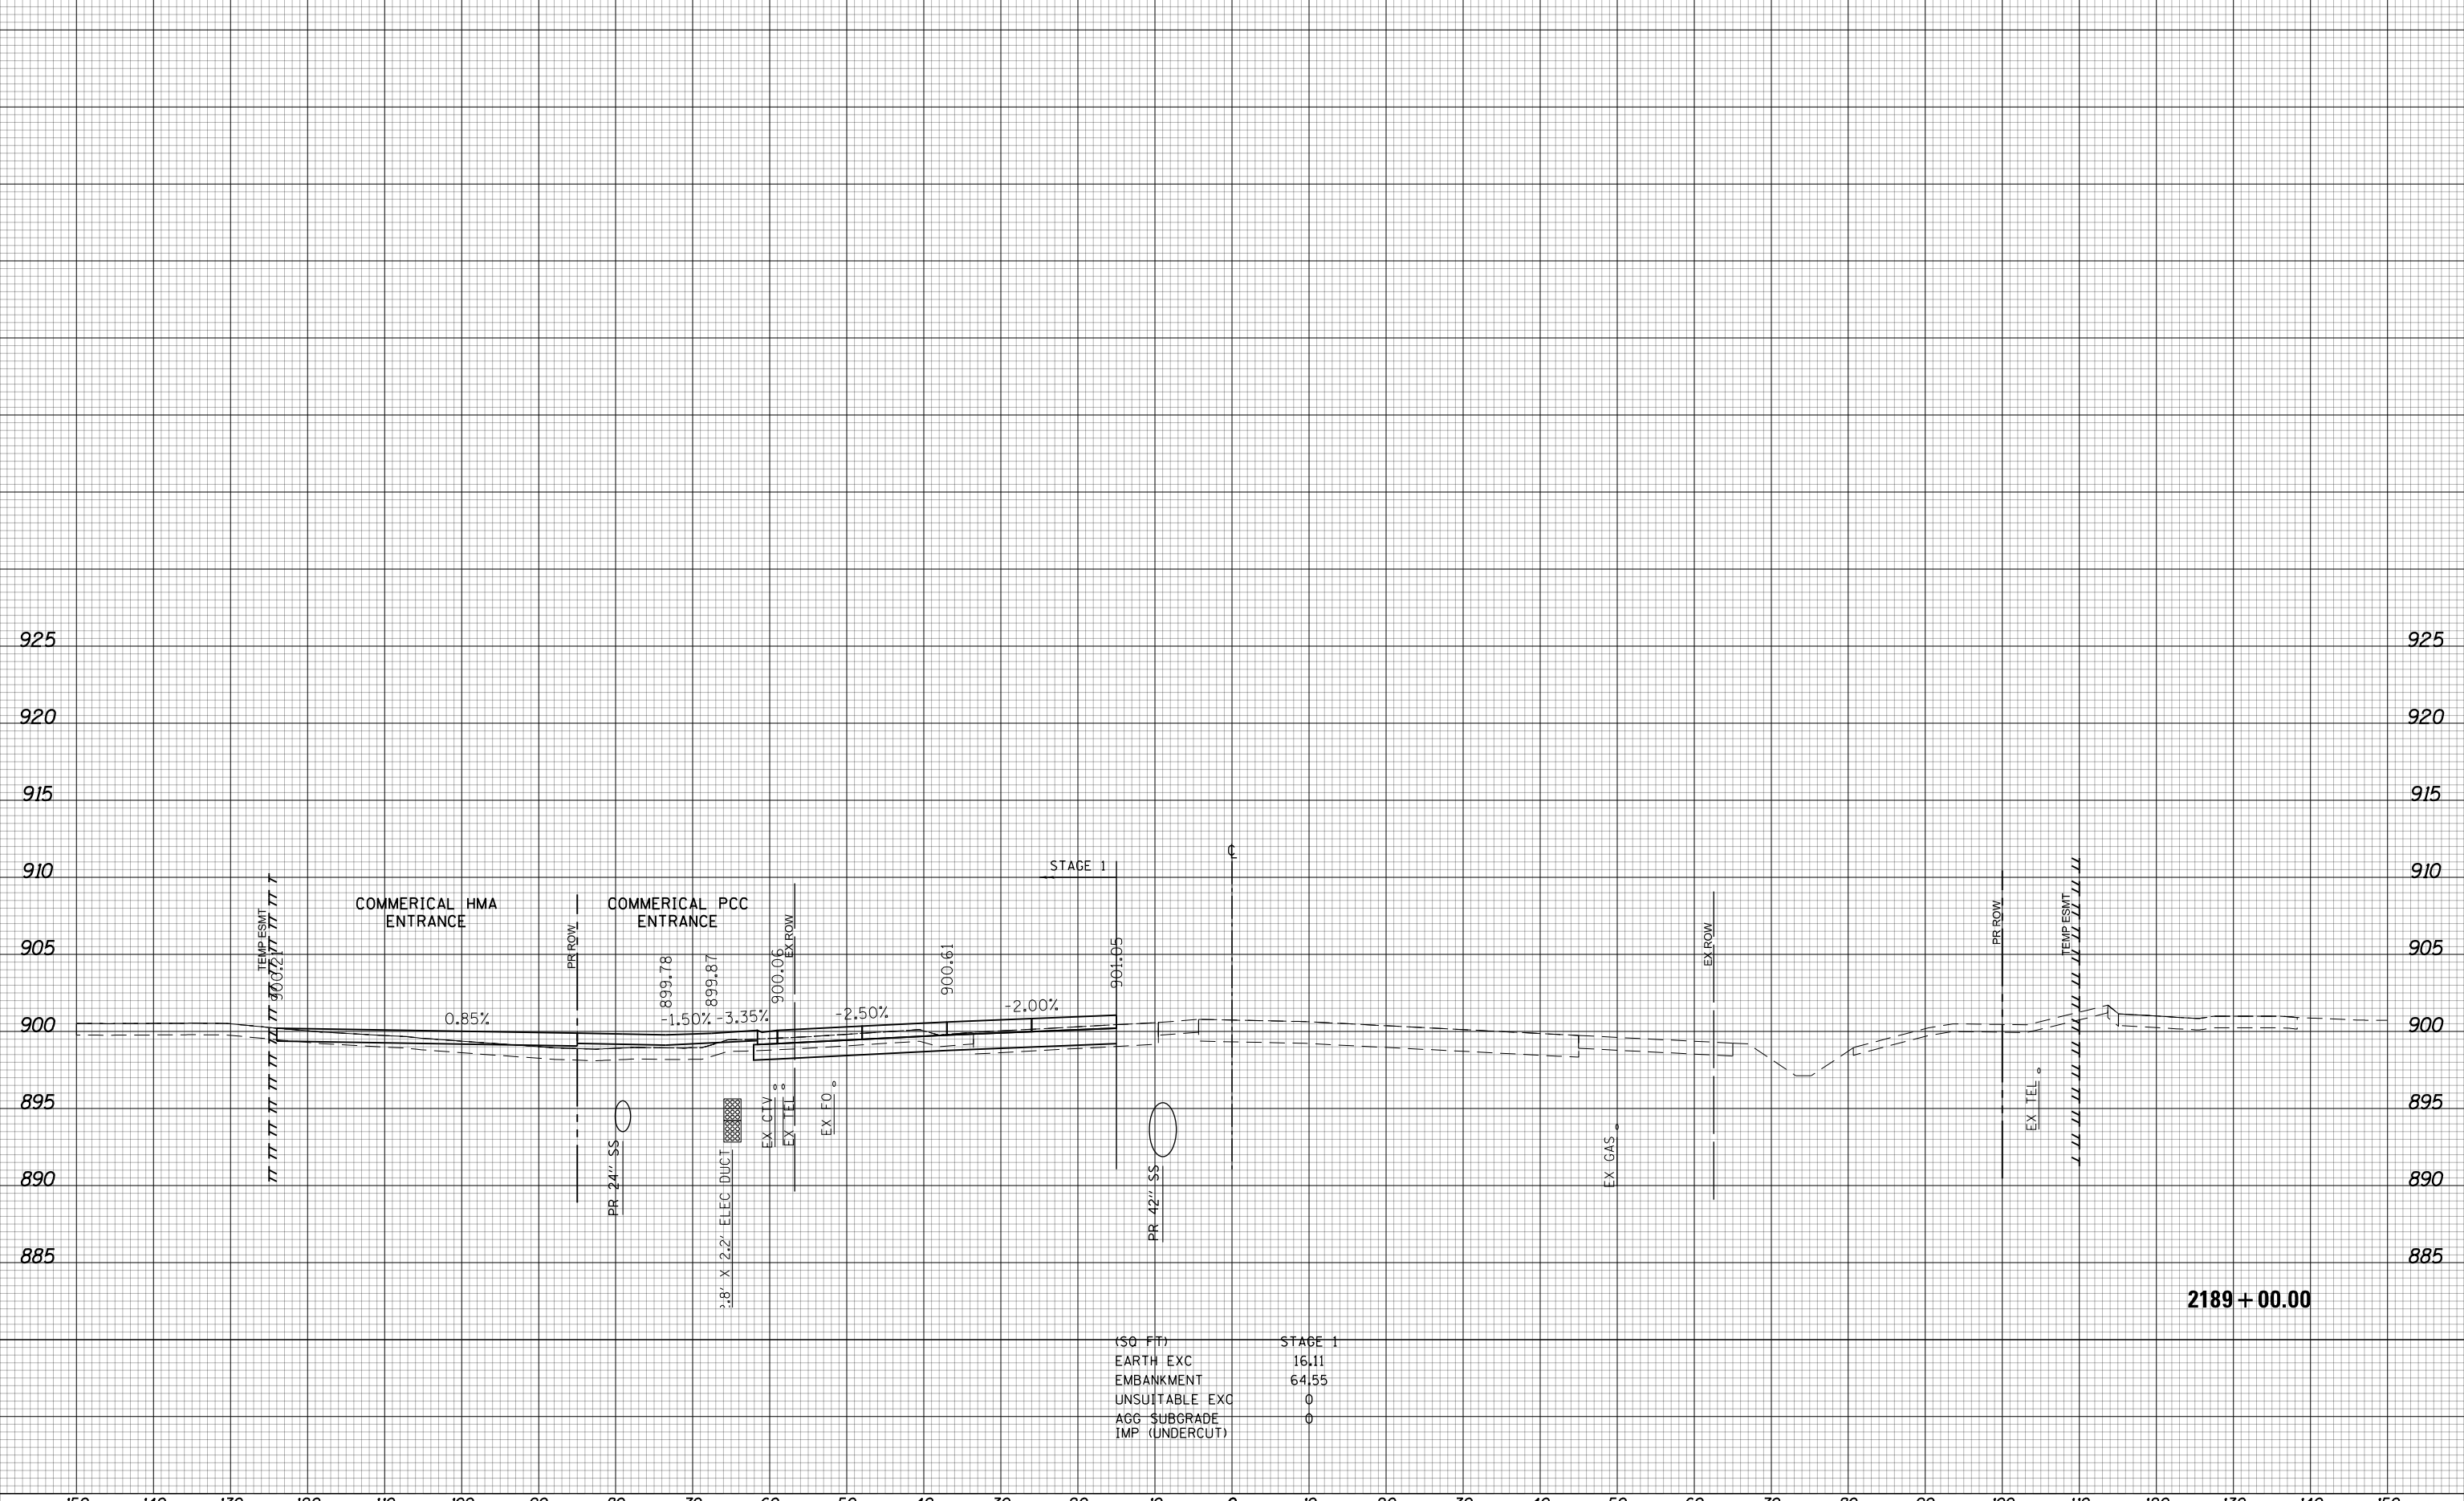 925 925
920 920
915 915
910 910
905 905
900 900
895 895
890 890
885 885
℄
STAGE 1
TEMP ESMT
900.21
COMMERICAL HMA
ENTRANCE
PR ROW
COMMERICAL PCC
ENTRANCE
899.78
899.87
900.06
EX ROW
900.61
901.05
EX ROW
PR ROW
TEMP ESMT
0.85%
-1.50%
-3.35%
-2.50%
-2.00%
PR 24" SS
ELEC DUCT
X 2.2'
EX CTV
EX TEL
EX FO
PR 42" SS
EX GAS
EX TEL
2189+00.00
(SQ FT) STAGE 1
EARTH EXC 16.11
EMBANKMENT 64.55
UNSUITABLE EXC 0
AGG SUBGRADE 0
IMP (UNDERCUT)